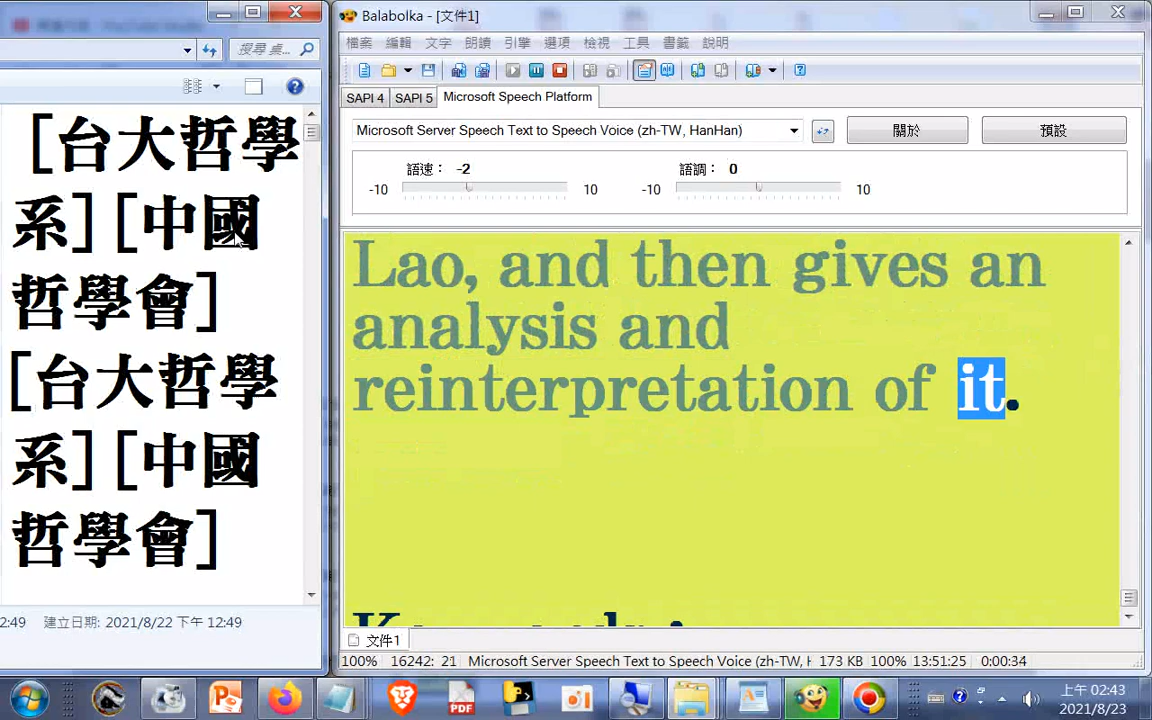 搜尋 桌...
[台大哲學
系] [中國
哲學會]
[台大哲學
系] [中國
哲學會]
2:49 建立日期: 2021/8/22 下午 12:49
Balabolka - [文件1]
檔案 編輯 文字 朗讀 引擎 選項 檢視 工具 書籤 說明
SAPI 4 SAPI 5 Microsoft Speech Platform
Microsoft Server Speech Text to Speech Voice (zh-TW, HanHan) 關於 預設
語速： -2 語調： 0
-10 10 -10 10
Lao, and then gives an
analysis and
reinterpretation of it.
文件1
100% 16242: 21 Microsoft Server Speech Text to Speech Voice (zh-TW, H 173 KB 100% 13:51:25 0:00:34
PDF
上午 02:43
2021/8/23